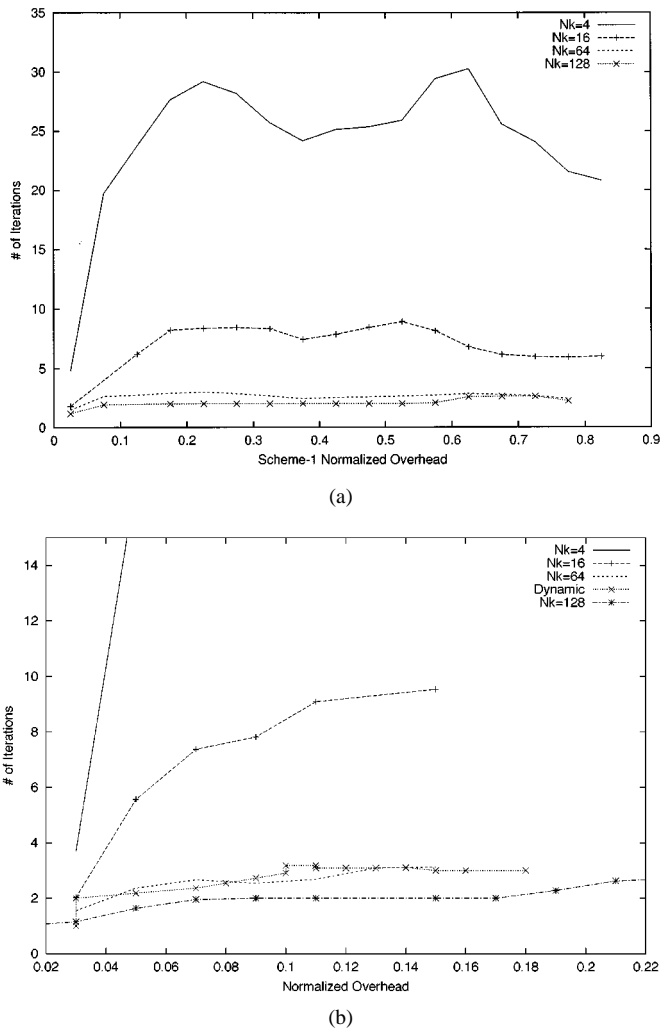 35
30
25
20
15
10
5
0
# of Iterations
Nk=4
Nk=16
Nk=64
Nk=128
0 0.1 0.2 0.3 0.4 0.5 0.6 0.7 0.8 0.9
Scheme-1 Normalized Overhead
(a)
14
12
10
8
6
4
2
0
# of Iterations
Nk=4
Nk=16
Nk=64
Dynamic
Nk=128
0.02 0.04 0.06 0.08 0.1 0.12 0.14 0.16 0.18 0.2 0.22
Normalized Overhead
(b)